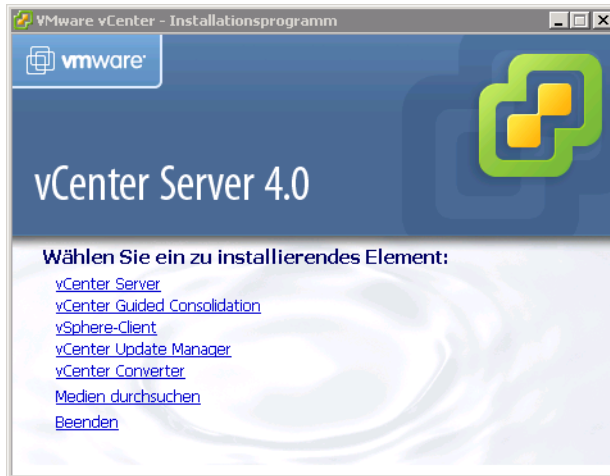 VMware vCenter - Installationsprogramm
vmware
vCenter Server 4.0
Wählen Sie ein zu installierendes Element:
vCenter Server
vCenter Guided Consolidation
vSphere-Client
vCenter Update Manager
vCenter Converter
Medien durchsuchen
Beenden